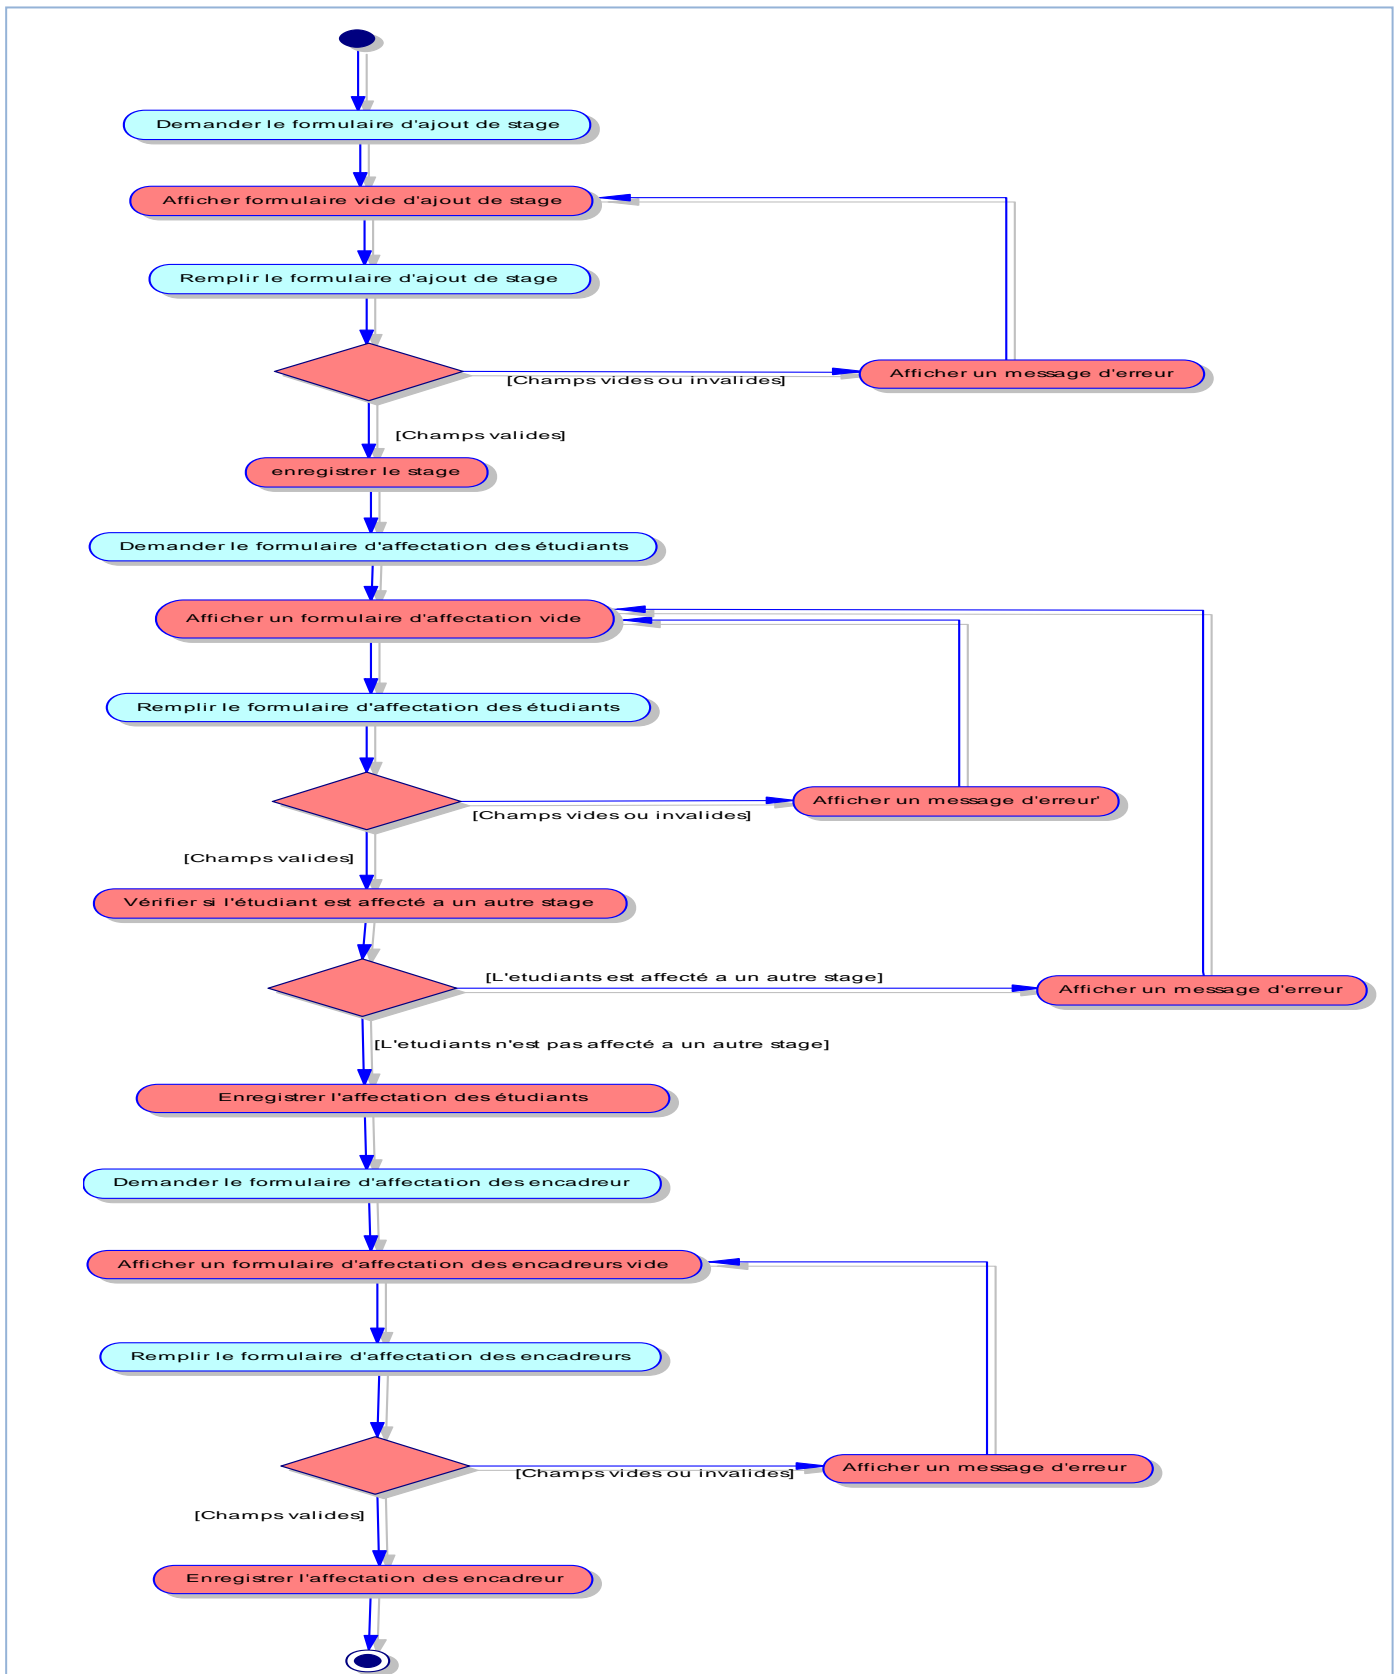 Demander le formulaire d'ajout de stage
Afficher formulaire vide d'ajout de stage
Remplir le formulaire d'ajout de stage
[Champs vides ou invalides]
Afficher un message d'erreur
[Champs valides]
enregistrer le stage
Demander le formulaire d'affectation des étudiants
Afficher un formulaire d'affectation vide
Remplir le formulaire d'affectation des étudiants
[Champs vides ou invalides]
Afficher un message d'erreur'
[Champs valides]
Vérifier si l'étudiant est affecté a un autre stage
[L'etudiants est affecté a un autre stage]
Afficher un message d'erreur
[L'etudiants n'est pas affecté a un autre stage]
Enregistrer l'affectation des étudiants
Demander le formulaire d'affectation des encadreur
Afficher un formulaire d'affectation des encadreurs vide
Remplir le formulaire d'affectation des encadreurs
[Champs vides ou invalides]
Afficher un message d'erreur
[Champs valides]
Enregistrer l'affectation des encadreur